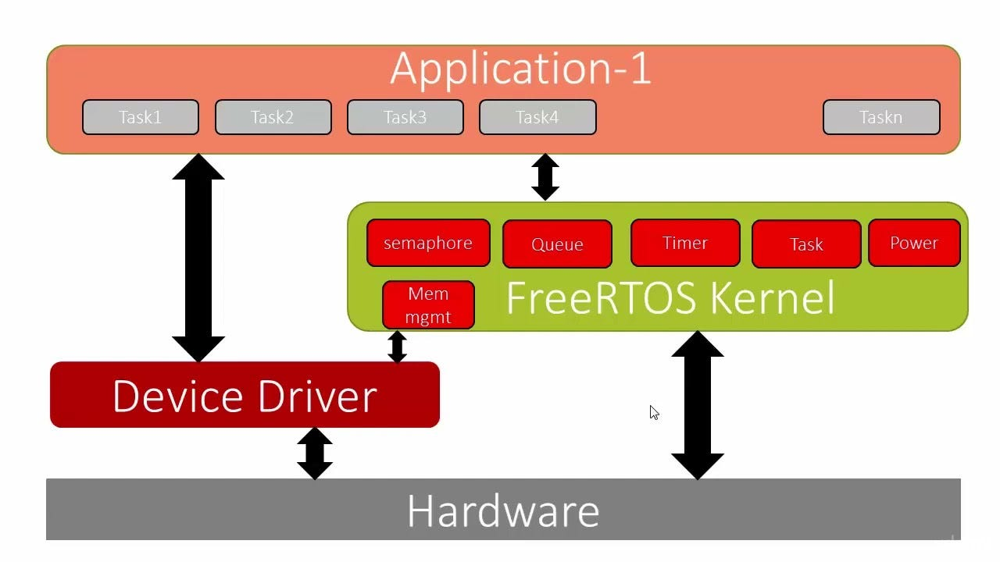 Application-1
Task1 Task2 Task3 Task4 Taskn
semaphore Queue Timer Task Power
Mem
mgmt
FreeRTOS Kernel
Device Driver
Hardware